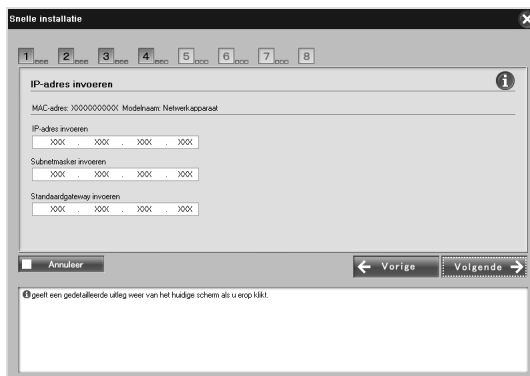 Snelle installatie
1 2 3 4 5 6 7 8
IP-adres invoeren
MAC-adres: XXXXXXXXXX Modelnaam: Netwerkapparaat
IP-adres invoeren
XXX . XXX . XXX . XXX
Subnetmasker invoeren
XXX . XXX . XXX . XXX
Standaardgateway invoeren
XXX . XXX . XXX . XXX
Annuleer
Vorige
Volgende
geeft een gedetailleerde uitleg weer van het huidige scherm als u erop klikt.